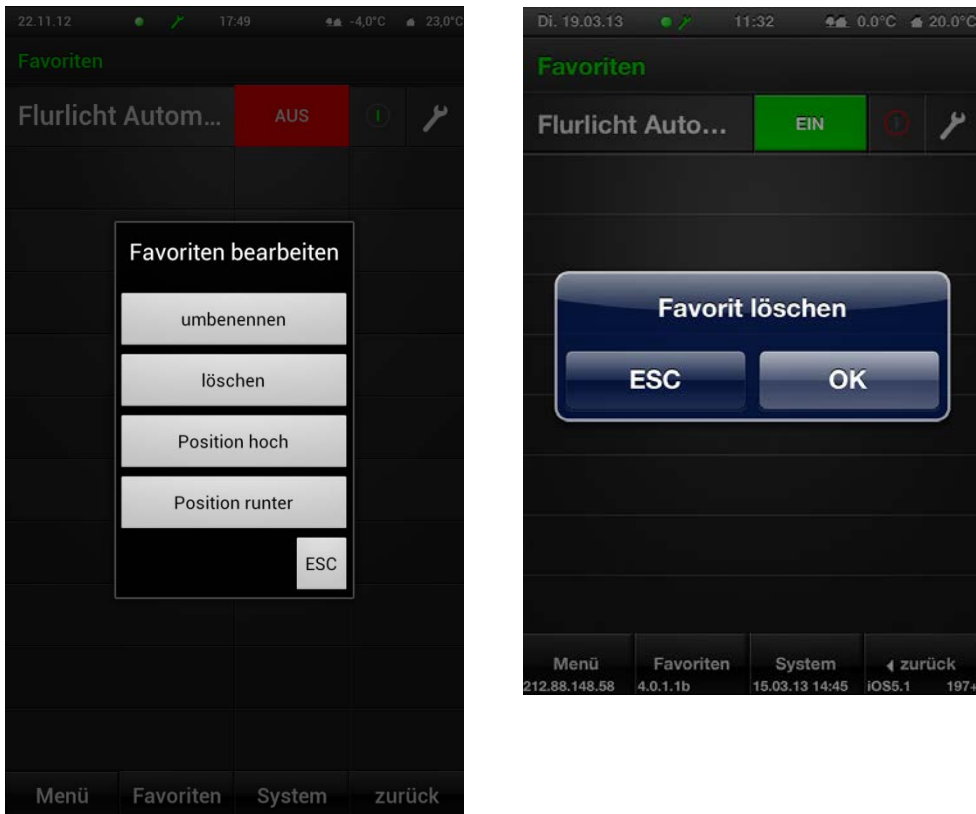 22.11.12 17:49 -4,0°C 23,0°C
Favoriten
Flurlicht Autom... AUS
Favoriten bearbeiten
umbenennen
löschen
Position hoch
Position runter
ESC
Menü Favoriten System zurück
Di. 19.03.13 11:32 0.0°C 20.0°C
Favoriten
Flurlicht Auto... EIN
Favorit löschen
ESC OK
Menü Favoriten System zurück
212.88.148.58 4.0.1.1b 15.03.13 14:45 iOS5.1 197+